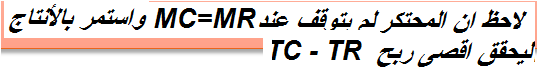 لاحظ ان المحتكر لم يتوقف عند MC=MR واستمر بالأنتاج
ليحقق اقصى ربح TC - TR